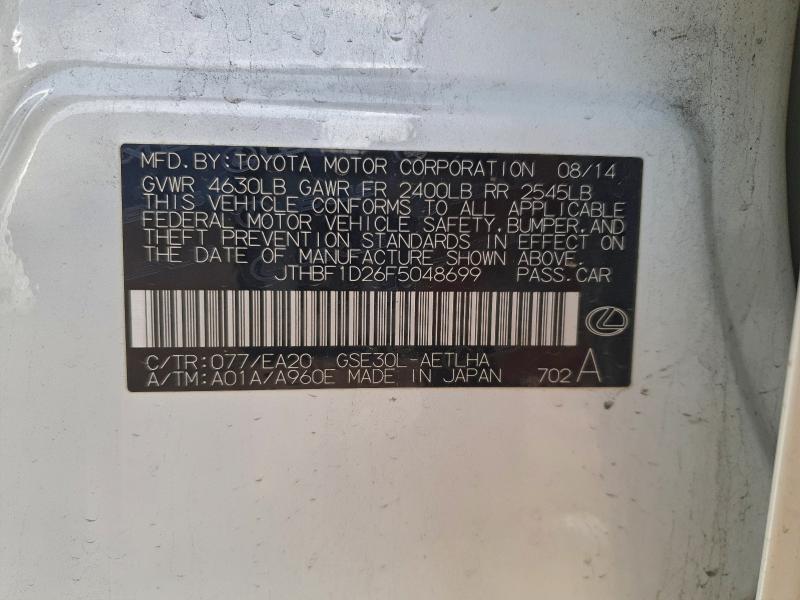 MFD. BY: TOYOTA MOTOR CORPORATION 08/14
GVWR 4630LB GAWR FR 2400LB RR 2545LB
THIS VEHICLE CONFORMS TO ALL APPLICABLE
FEDERAL MOTOR VEHICLE SAFETY, BUMPER, AND
THEFT PREVENTION STANDARDS IN EFFECT ON
THE DATE OF MANUFACTURE SHOWN ABOVE.
JTHBF1D26F5048699 PASS. CAR
C/TR: 077/EA20 GSE30L-AETLHA
A/TM: A01A/A960E MADE IN JAPAN 702 A